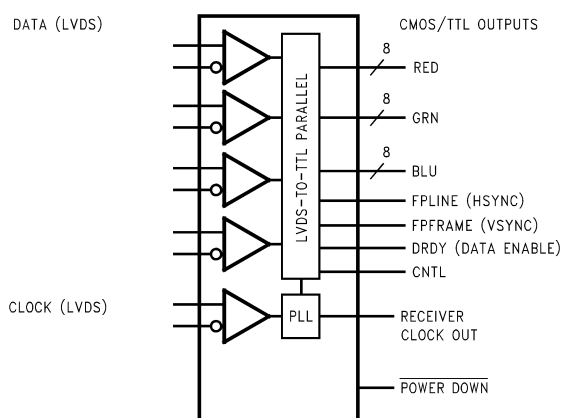 DATA (LVDS)
CMOS/TTL OUTPUTS
8
RED
8
GRN
8
BLU
LVDS-TO-TTL PARALLEL
FPLINE (HSYNC)
FPFRAME (VSYNC)
DRDY (DATA ENABLE)
CNTL
CLOCK (LVDS)
PLL
RECEIVER
CLOCK OUT
POWER DOWN